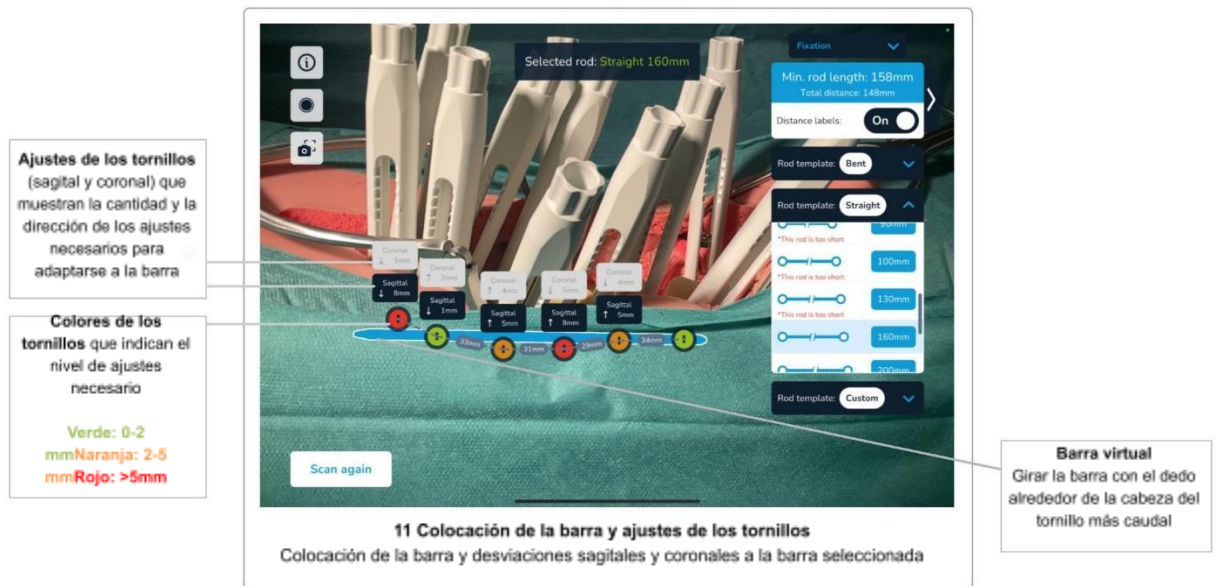 Selected rod: Straight 160mm
Fixation
Min. rod length: 158mm
Total distance: 148mm
Distance labels: On
Rod template: Bent
Rod template: Straight
90mm
*This rod is too short
100mm
*This rod is too short
130mm
*This rod is too short
160mm
200mm
Rod template: Custom
Ajustes de los tornillos
(sagital y coronal) que
muestran la cantidad y la
dirección de los ajustes
necesarios para
adaptarse a la barra
Coronal
↓ 3mm
Sagittal
↓ 8mm
Coronal
↑ 2mm
Sagittal
↓ 1mm
Coronal
↑ 4mm
Sagittal
↑ 5mm
Coronal
↓ 0mm
Sagittal
↑ 8mm
Coronal
↓ 4mm
Sagittal
↑ 5mm
33mm
31mm
29mm
34mm
Colores de los
tornillos que indican el
nivel de ajustes
necesario
Verde: 0-2
mmNaranja: 2-5
mmRojo: >5mm
Scan again
Barra virtual
Girar la barra con el dedo
alrededor de la cabeza del
tornillo más caudal
11 Colocación de la barra y ajustes de los tornillos
Colocación de la barra y desviaciones sagitales y coronales a la barra seleccionada